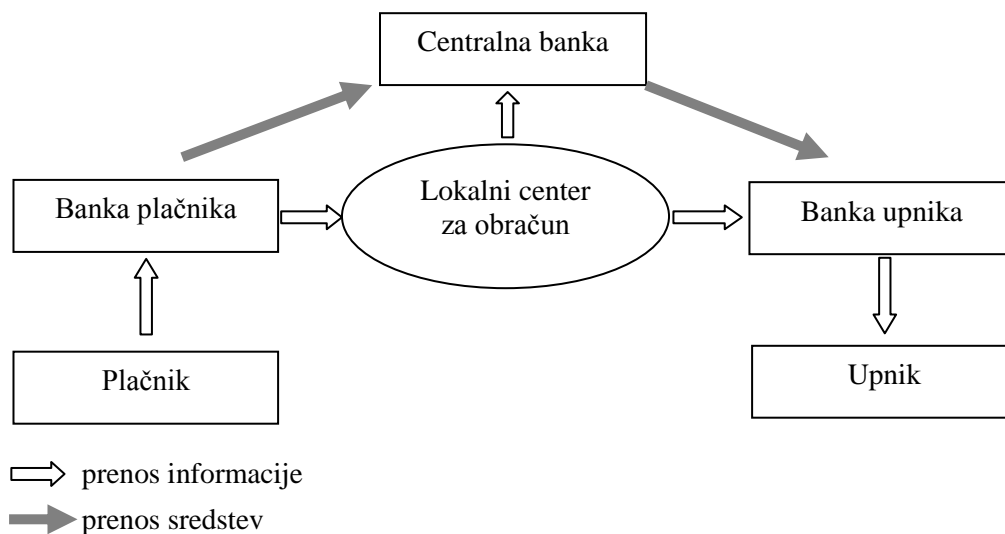 Centralna banka
Banka plačnika
Lokalni center
za obračun
Banka upnika
Plačnik
Upnik
prenos informacije
prenos sredstev